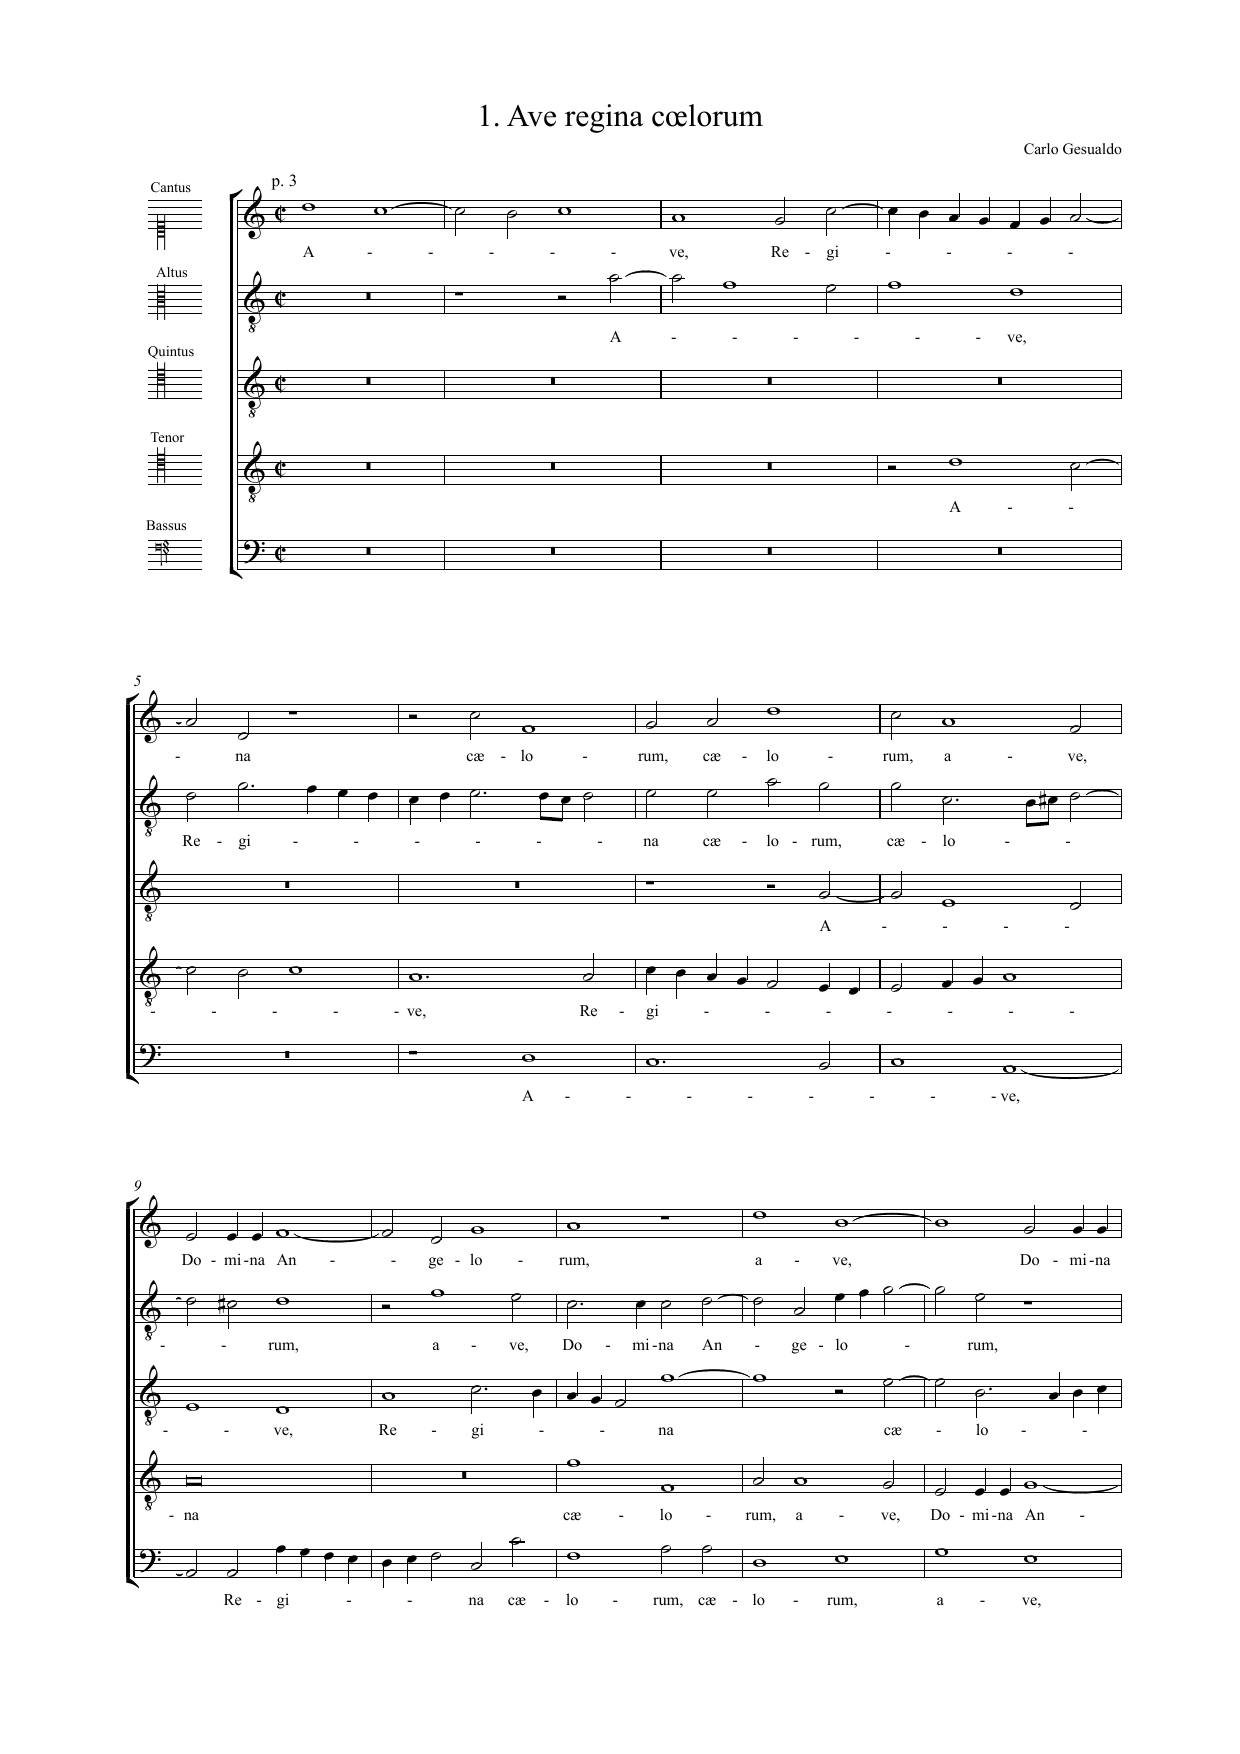 1. Ave regina cœlorum
Carlo Gesualdo
p. 3
Cantus
A - - - - - ve, Re - gi - - - -
Altus
A - - - - - - ve,
Quintus
Tenor
A - -
Bassus
5
- na cæ - lo - rum, cæ - lo - rum, a - ve,
Re - gi - - - - - - na cæ - lo - rum, cæ - lo - -
A - - - -
- - - - - ve, Re - gi - - - - - - -
A - - - - - - - - ve,
9
Do - mi - na An - - ge - lo - rum, a - ve, Do - mi - na
- - rum, a - ve, Do - mi - na An - ge - lo - rum,
- - ve, Re - gi - - na cæ - lo - -
- na cæ - lo - rum, a - ve, Do - mi - na An -
Re - gi - - na cæ - lo - rum, cæ - lo - rum, a - ve,